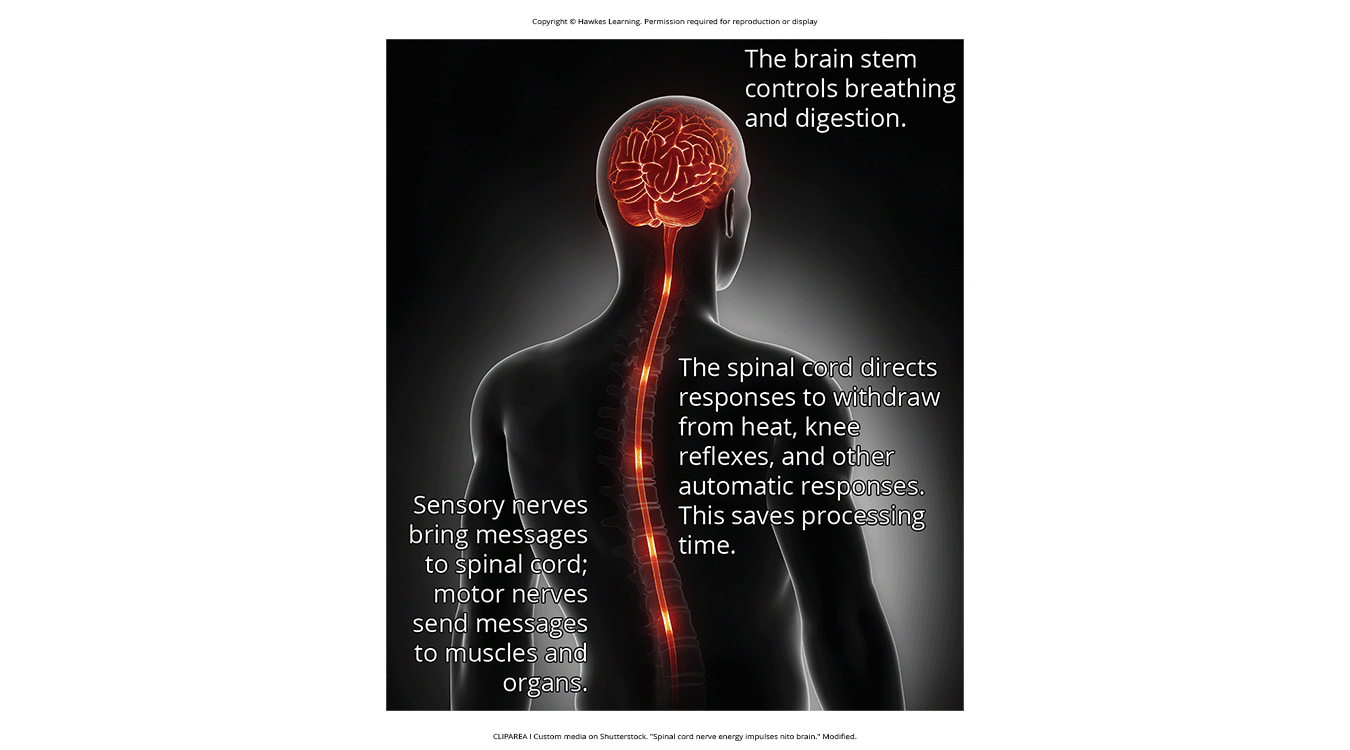 Copyright © Hawkes Learning. Permission required for reproduction or display
The brain stem
controls breathing
and digestion.
The spinal cord directs
responses to withdraw
from heat, knee
reflexes, and other
automatic responses.
This saves processing
time.
Sensory nerves
bring messages
to spinal cord;
motor nerves
send messages
to muscles and
organs.
CLIPAREA l Custom media on Shutterstock. "Spinal cord nerve energy impulses nito brain." Modified.